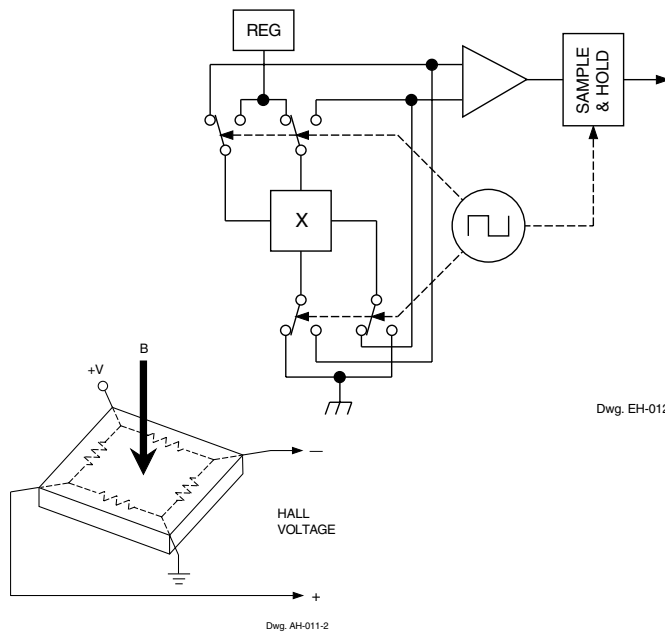 REG
SAMPLE
& HOLD
X
B
+V
Dwg. EH-012
—
HALL
VOLTAGE
+
Dwg. AH-011-2